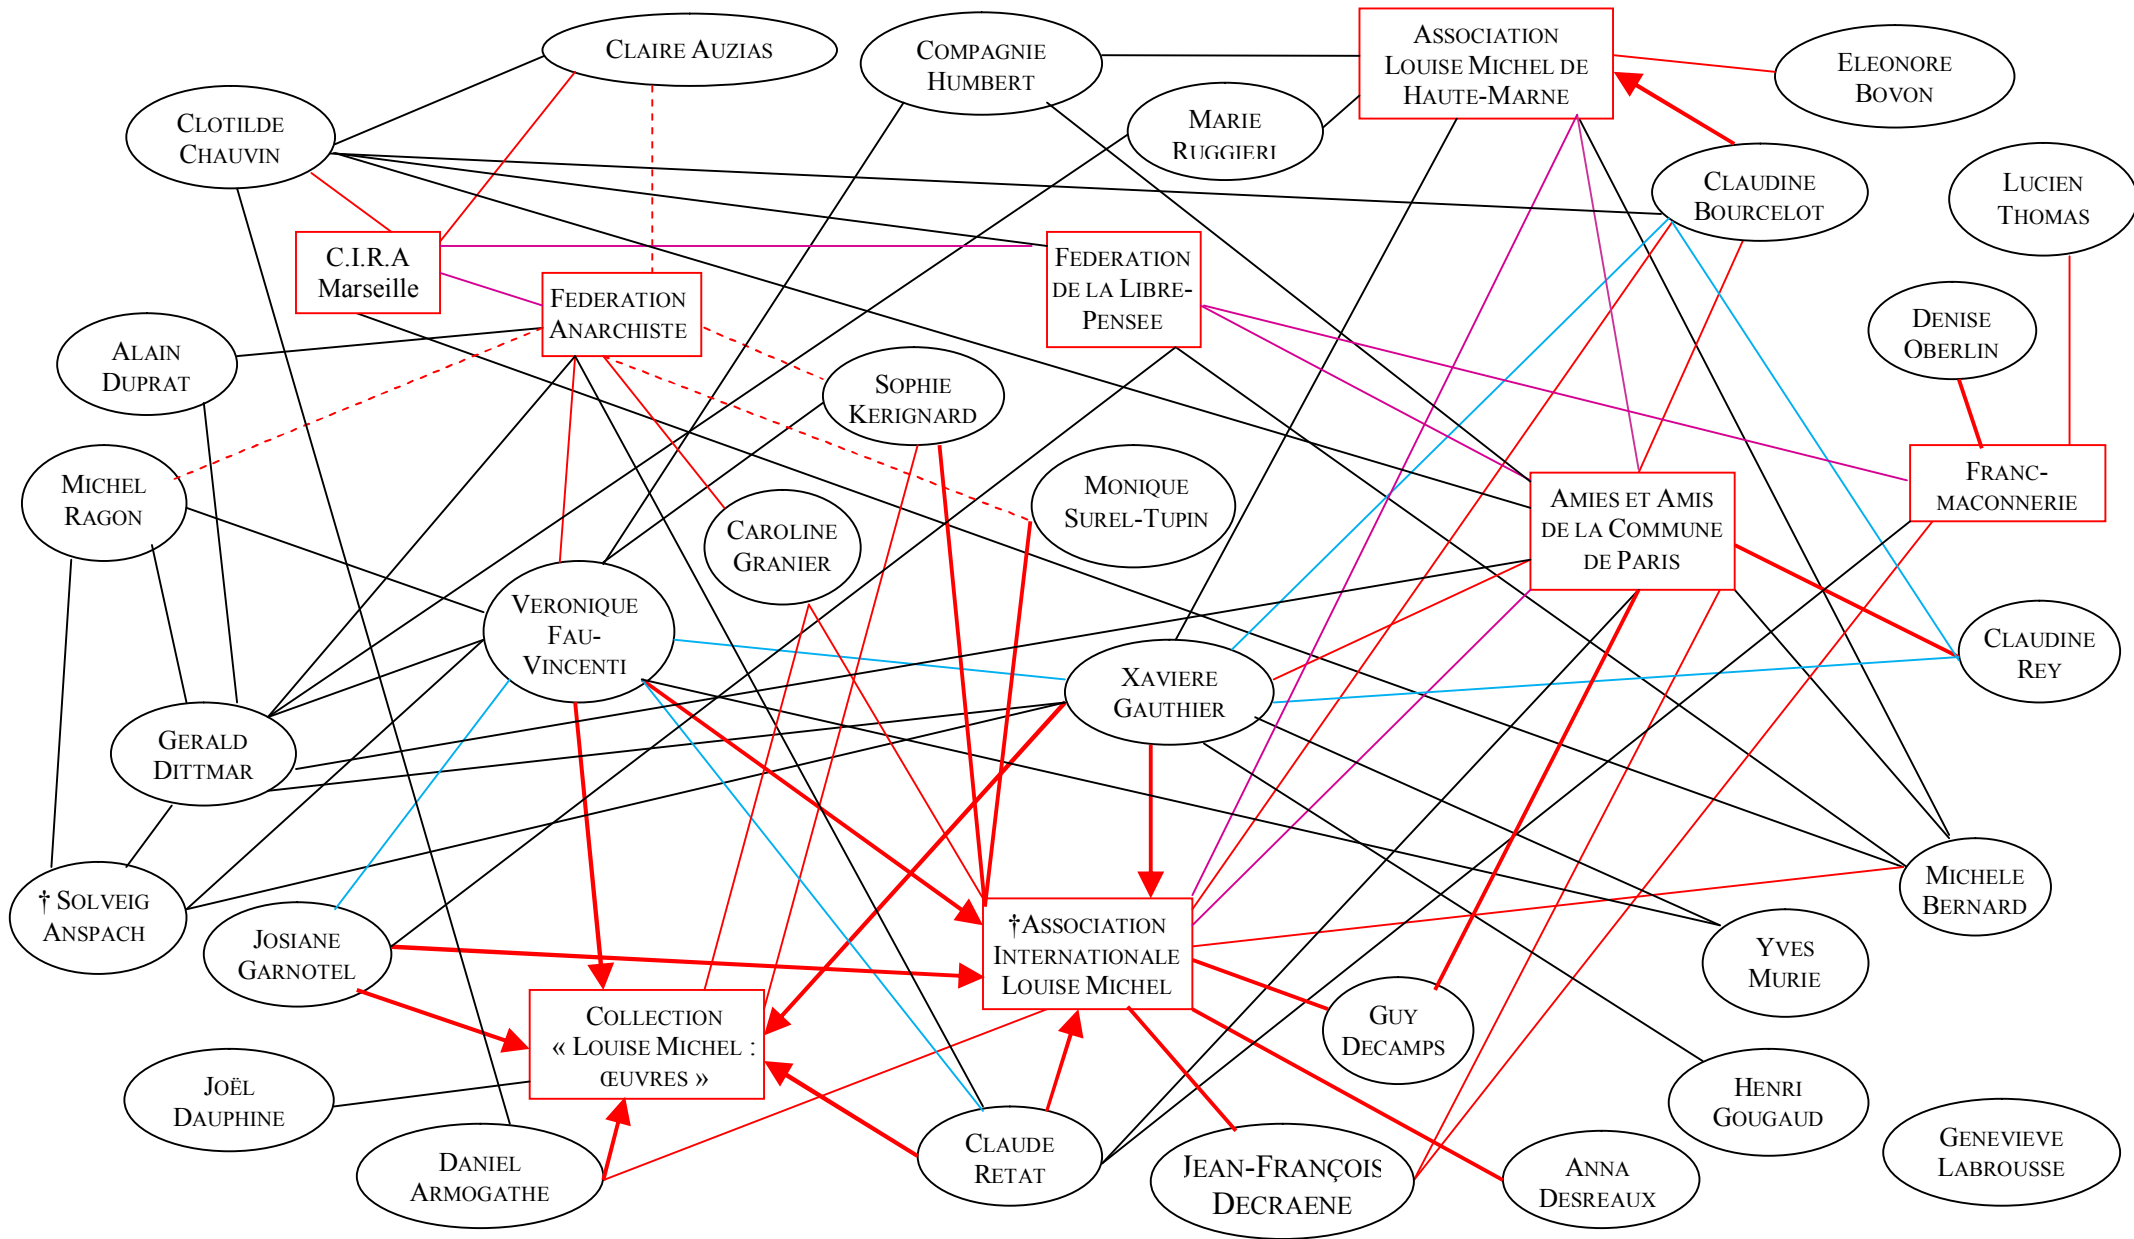 CLAIRE AUZIAS
COMPAGNIE
HUMBERT
ASSOCIATION
LOUISE MICHEL DE
HAUTE-MARNE
ELEONORE
BOVON
CLOTILDE
CHAUVIN
MARIE
RUGGIERI
CLAUDINE
BOURCELOT
LUCIEN
THOMAS
C.I.R.A
Marseille
FEDERATION
ANARCHISTE
FEDERATION
DE LA LIBRE-
PENSEE
DENISE
OBERLIN
ALAIN
DUPRAT
SOPHIE
KERIGNARD
MICHEL
RAGON
CAROLINE
GRANIER
MONIQUE
SUREL-TUPIN
AMIES ET AMIS
DE LA COMMUNE
DE PARIS
FRANC-
MACONNERIE
VERONIQUE
FAU-
VINCENTI
XAVIERE
GAUTHIER
CLAUDINE
REY
GERALD
DITTMAR
† SOLVEIG
ANSPACH
JOSIANE
GARNOTEL
†ASSOCIATION
INTERNATIONALE
LOUISE MICHEL
MICHELE
BERNARD
YVES
MURIE
COLLECTION
« LOUISE MICHEL :
ŒUVRES »
GUY
DECAMPS
JOËL
DAUPHINE
HENRI
GOUGAUD
DANIEL
ARMOGATHE
CLAUDE
RETAT
JEAN-FRANÇOIS
DECRAENE
ANNA
DESREAUX
GENEVIEVE
LABROUSSE